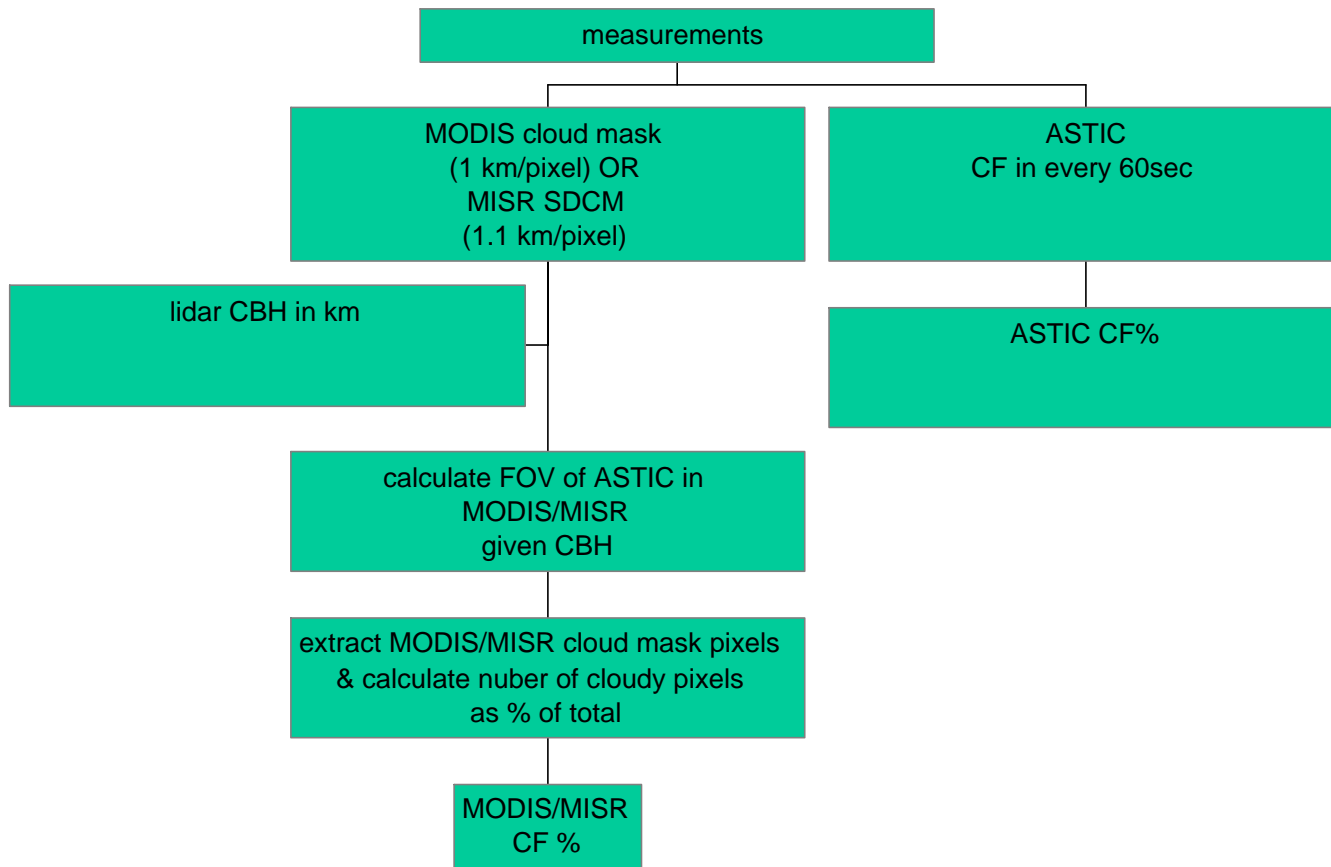 measurements
MODIS cloud mask
(1 km/pixel) OR
MISR SDCM
(1.1 km/pixel)
ASTIC
CF in every 60sec
lidar CBH in km
ASTIC CF%
calculate FOV of ASTIC in
MODIS/MISR
given CBH
extract MODIS/MISR cloud mask pixels
& calculate nuber of cloudy pixels
as % of total
MODIS/MISR
CF %